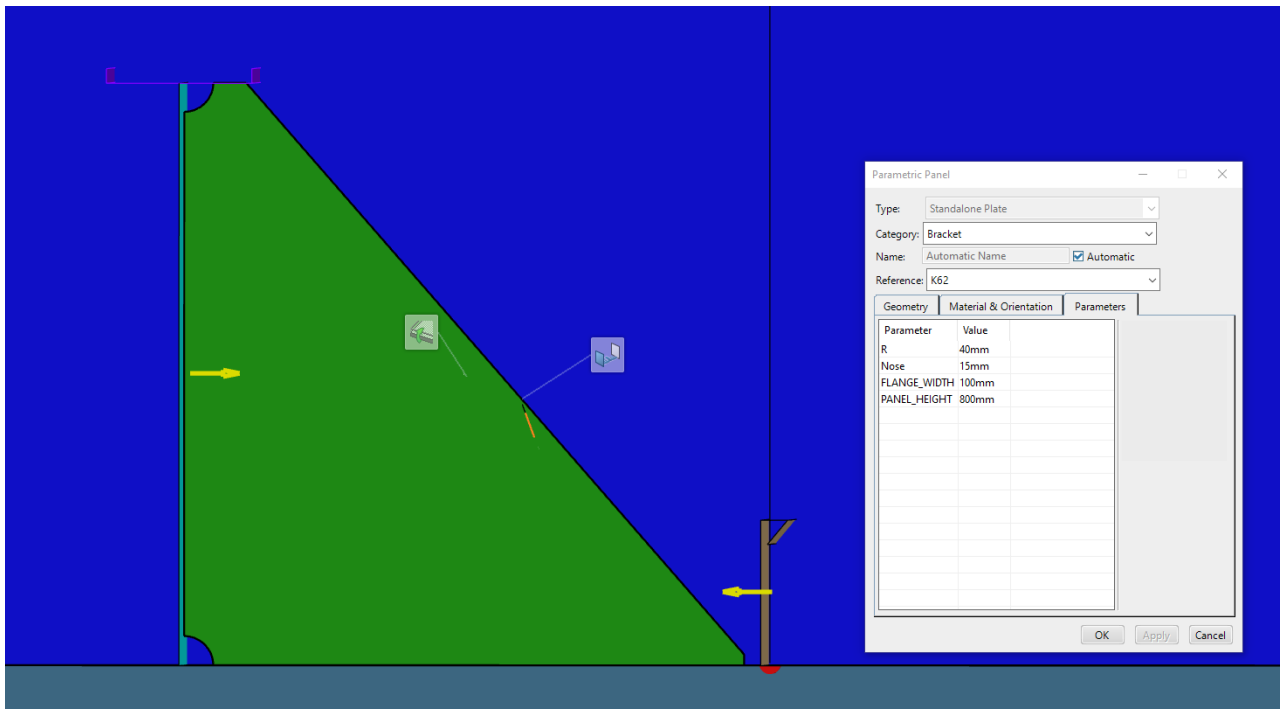 Parametric Panel
Type: Standalone Plate
Category: Bracket
Name: Automatic Name Automatic
Reference: K62
Geometry Material & Orientation Parameters
Parameter Value
R 40mm
Nose 15mm
FLANGE_WIDTH 100mm
PANEL_HEIGHT 800mm
OK Apply Cancel